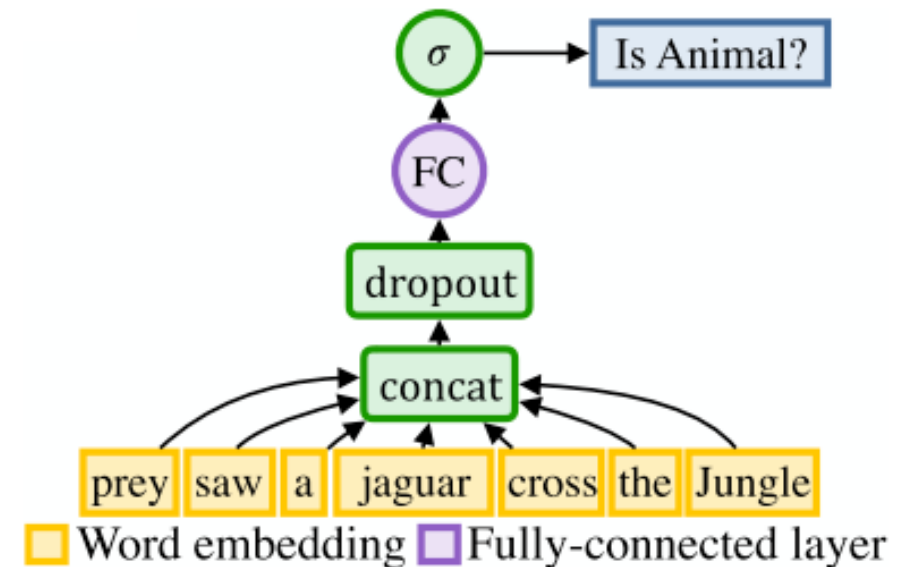 σ
Is Animal?
FC
dropout
concat
prey saw a jaguar cross the Jungle
Word embedding Fully-connected layer